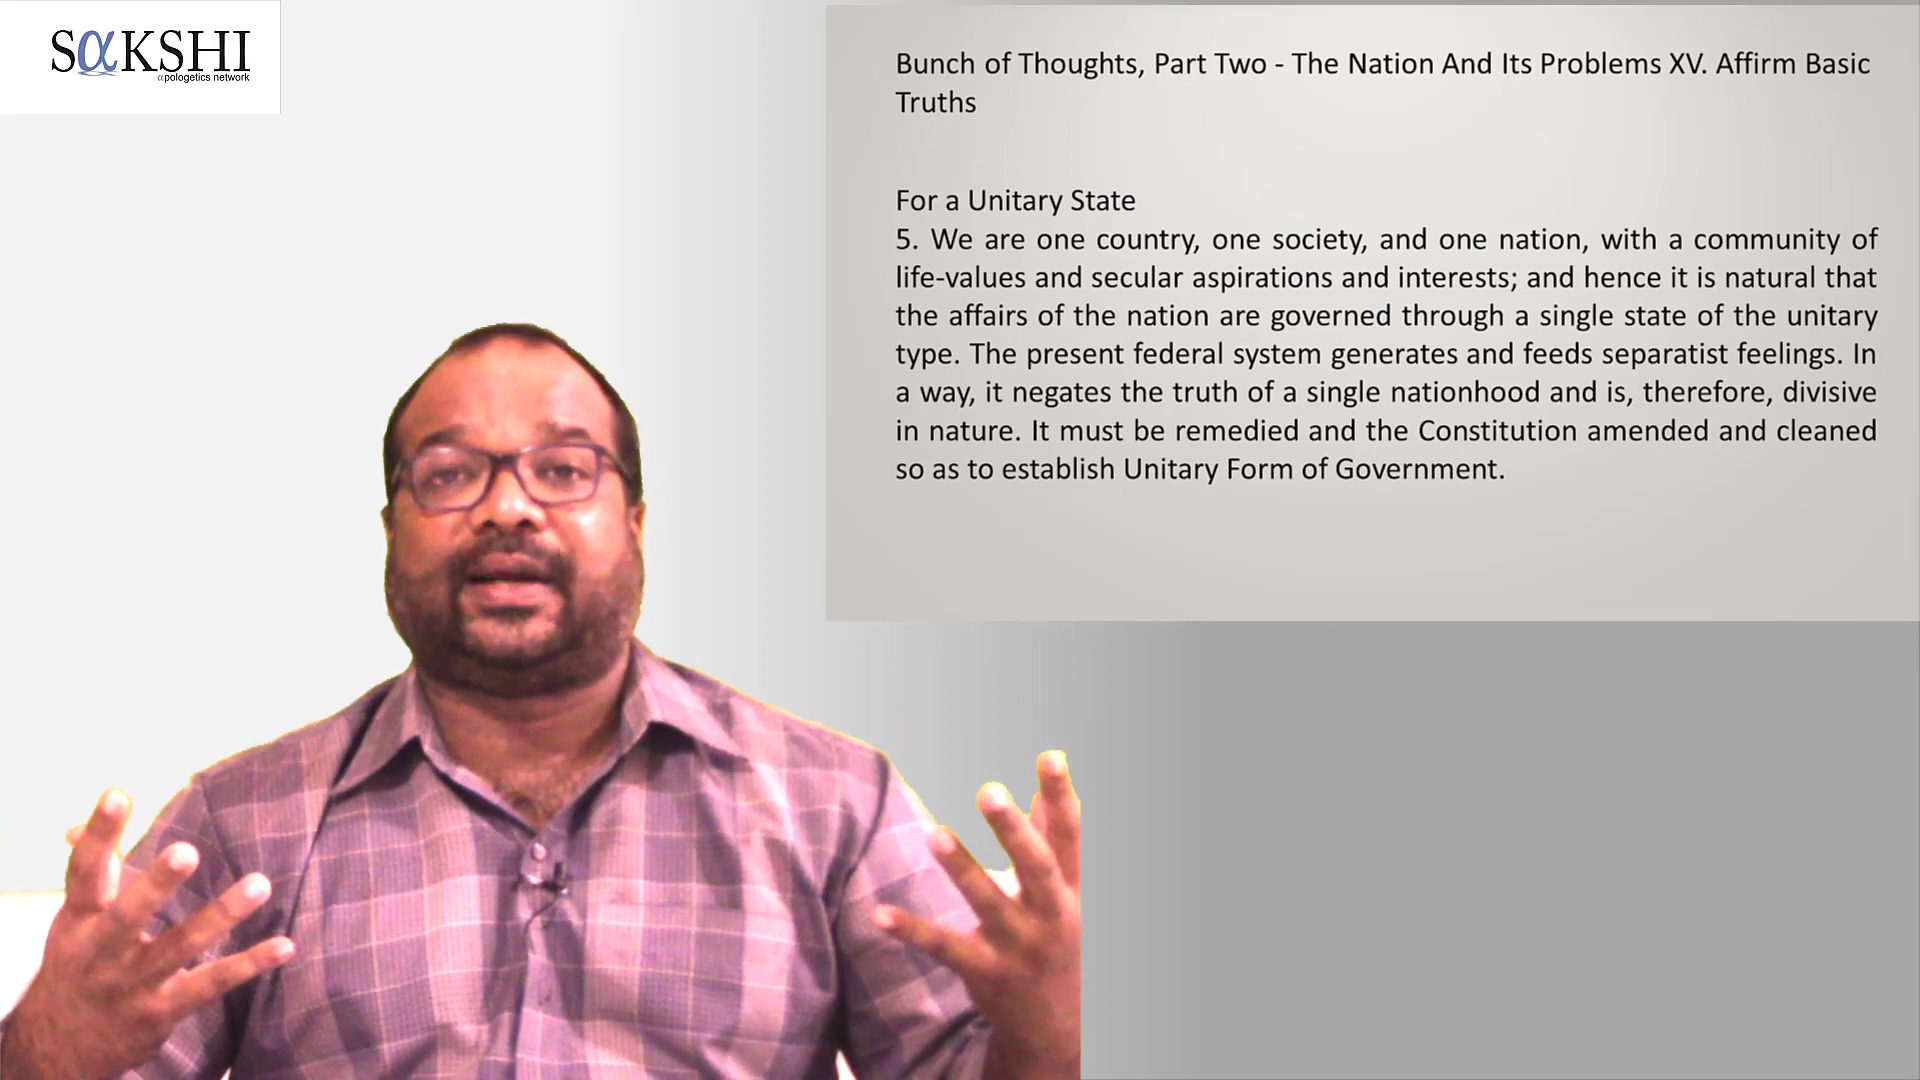 SαKSHI
αpologetics network
Bunch of Thoughts, Part Two - The Nation And Its Problems XV. Affirm Basic
Truths
For a Unitary State
5. We are one country, one society, and one nation, with a community of
life-values and secular aspirations and interests; and hence it is natural that
the affairs of the nation are governed through a single state of the unitary
type. The present federal system generates and feeds separatist feelings. In
a way, it negates the truth of a single nationhood and is, therefore, divisive
in nature. It must be remedied and the Constitution amended and cleaned
so as to establish Unitary Form of Government.